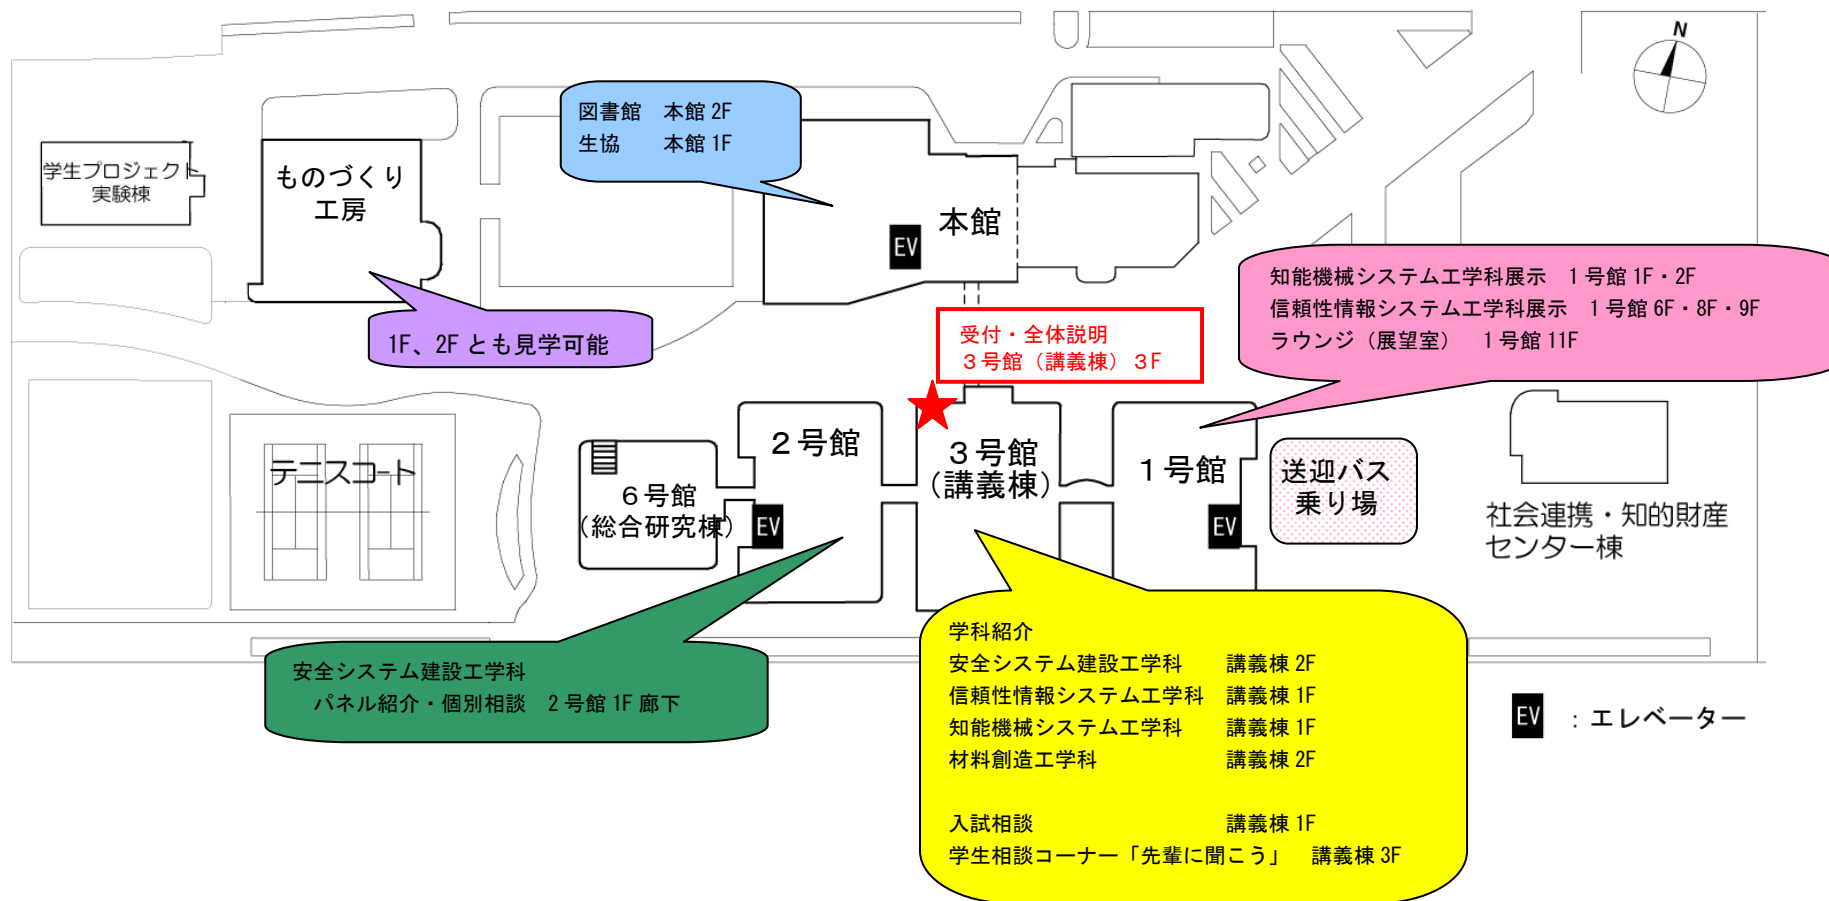 N
図書館　本館 2F
生協　　本館 1F
学生プロジェクト
実験棟
ものづくり
工房
本館
EV
知能機械システム工学科展示　1 号館 1F・2F
信頼性情報システム工学科展示　1 号館 6F・8F・9F
ラウンジ（展望室）　1 号館 11F
1F、2F とも見学可能
受付・全体説明
３号館（講義棟）3F
２号館
３号館
（講義棟）
１号館
送迎バス
乗り場
テニスコート
６号館
（総合研究棟）
EV
EV
社会連携・知的財産
センター棟
学科紹介
安全システム建設工学科　　講義棟 2F
信頼性情報システム工学科　講義棟 1F
知能機械システム工学科　　講義棟 1F
材料創造工学科　　　　　　講義棟 2F
入試相談　　　　　　　　　講義棟 1F
学生相談コーナー「先輩に聞こう」　講義棟 3F
安全システム建設工学科
パネル紹介・個別相談　2 号館 1F 廊下
EV ：エレベーター